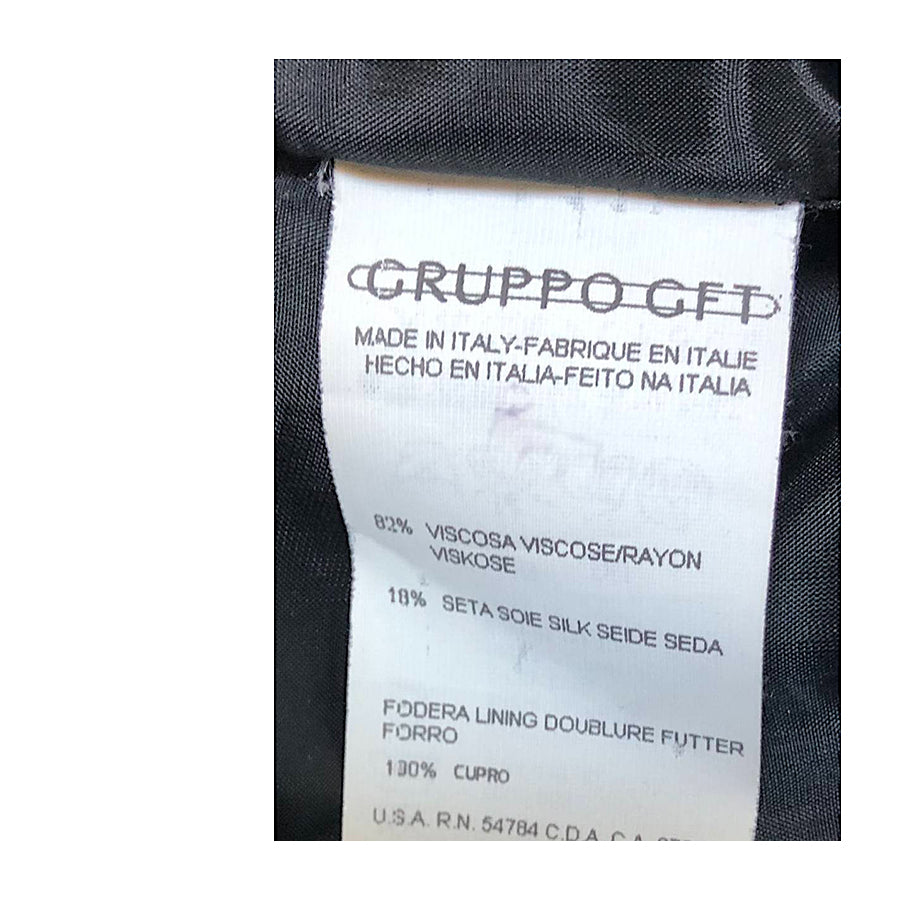 GRUPPO GFT
MADE IN ITALY-FABRIQUE EN ITALIE
HECHO EN ITALIA-FEITO NA ITALIA
82% VISCOSA VISCOSE/RAYON
VISKOSE
18% SETA SOIE SILK SEIDE SEDA
FODERA LINING DOUBLURE FUTTER
FORRO
100% CUPRO
U.S.A. R.N. 54784 C.D.A. C.A.